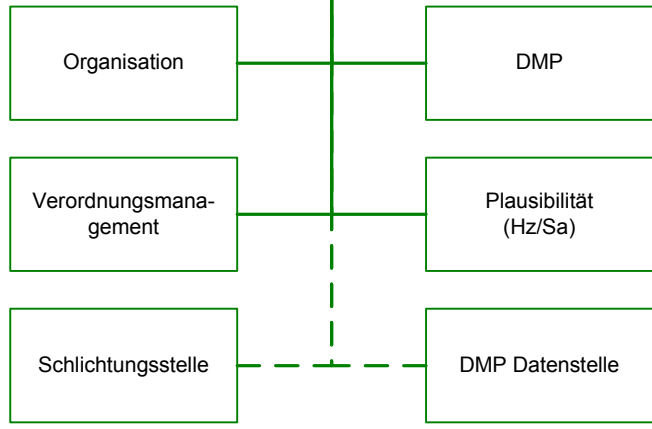 Organisation
DMP
Verordnungsmana-
gement
Plausibilität
(Hz/Sa)
Schlichtungsstelle
DMP Datenstelle